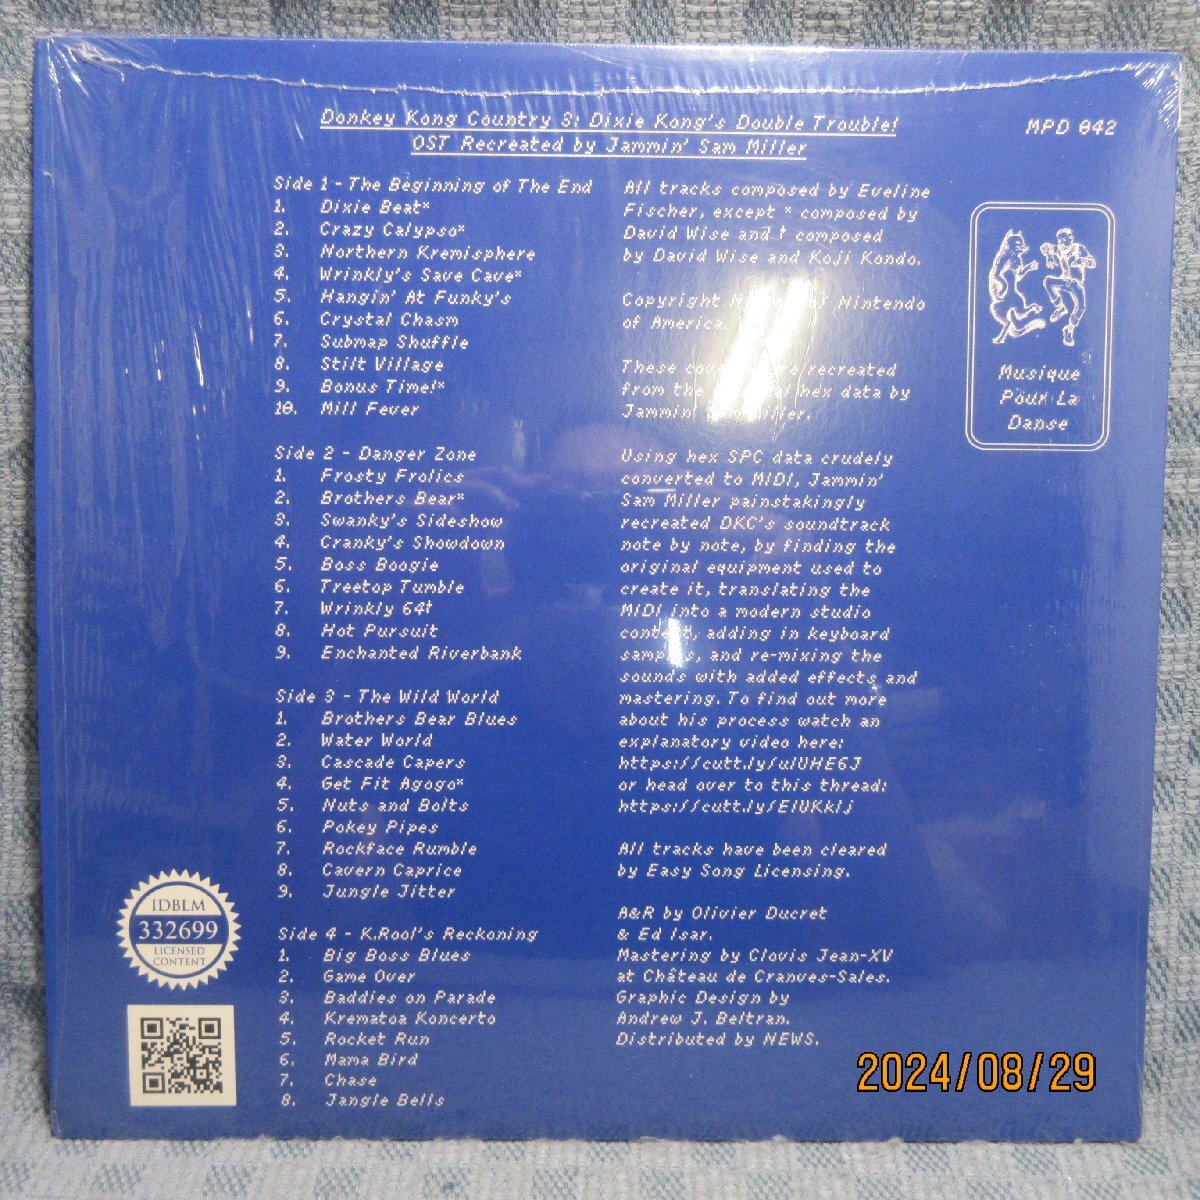 Donkey Kong Country 3: Dixie Kong's Double Trouble!
OST Recreated by Jammin' Sam Miller
MPD 042
Side 1 - The Beginning of The End
1. Dixie Beat*
2. Crazy Calypso*
3. Northern Kremisphere
4. Wrinkly's Save Cave*
5. Hangin' At Funky's
6. Crystal Chasm
7. Submap Shuffle
8. Stilt Village
9. Bonus Time!*
10. Mill Fever
Side 2 - Danger Zone
1. Frosty Frolics
2. Brothers Bear*
3. Swanky's Sideshow
4. Cranky's Showdown
5. Boss Boogie
6. Treetop Tumble
7. Wrinkly 64†
8. Hot Pursuit
9. Enchanted Riverbank
Side 3 - The Wild World
1. Brothers Bear Blues
2. Water World
3. Cascade Capers
4. Get Fit Agogo*
5. Nuts and Bolts
6. Pokey Pipes
7. Rockface Rumble
8. Cavern Caprice
9. Jungle Jitter
Side 4 - K.Rool's Reckoning
1. Big Boss Blues
2. Game Over
3. Baddies on Parade
4. Krematoa Koncerto
5. Rocket Run
6. Mama Bird
7. Chase
8. Jangle Bells
All tracks composed by Eveline
Fischer, except * composed by
David Wise and † composed
by David Wise and Koji Kondo.
Copyright Nintendo
of America.
These recreated
from the hex data by
Jammin' Miller.
Using hex SPC data crudely
converted to MIDI, Jammin'
Sam Miller painstakingly
recreated DKC's soundtrack
note by note, by finding the
original equipment used to
create it, translating the
MIDI into a modern studio
context, adding in keyboard
samples, and re-mixing the
sounds with added effects and
mastering. To find out more
about his process watch an
explanatory video here:
https://cutt.ly/ulUHE6J
or head over to this thread:
https://cutt.ly/ElUKklj
All tracks have been cleared
by Easy Song Licensing.
A&R by Olivier Ducret
& Ed Isar.
Mastering by Clovis Jean-XV
at Château de Cranves-Sales.
Graphic Design by
Andrew J. Beltran.
Distributed by NEWS.
Musique
Pour La
Danse
IDBLM
332699
LICENSED
CONTENT
2024/08/29